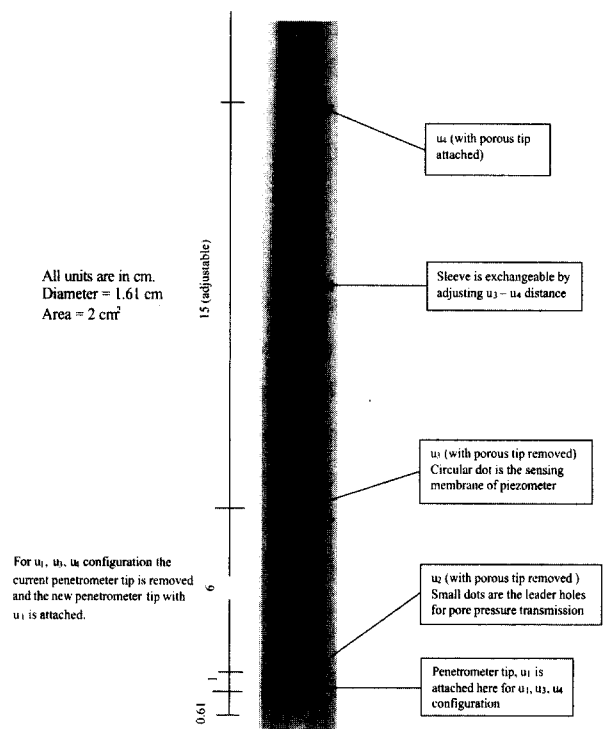 u4 (with porous tip
attached)
All units are in cm.
Diameter = 1.61 cm
Area = 2 cm²
15 (adjustable)
Sleeve is exchangeable by
adjusting u3 – u4 distance
u3 (with porous tip removed)
Circular dot is the sensing
membrane of piezometer
For u1, u3, u4 configuration the
current penetrometer tip is removed
and the new penetrometer tip with
u1 is attached.
6
u2 (with porous tip removed )
Small dots are the leader holes
for pore pressure transmission
1
Penetrometer tip, u1 is
attached here for u1, u3, u4
configuration
0.61